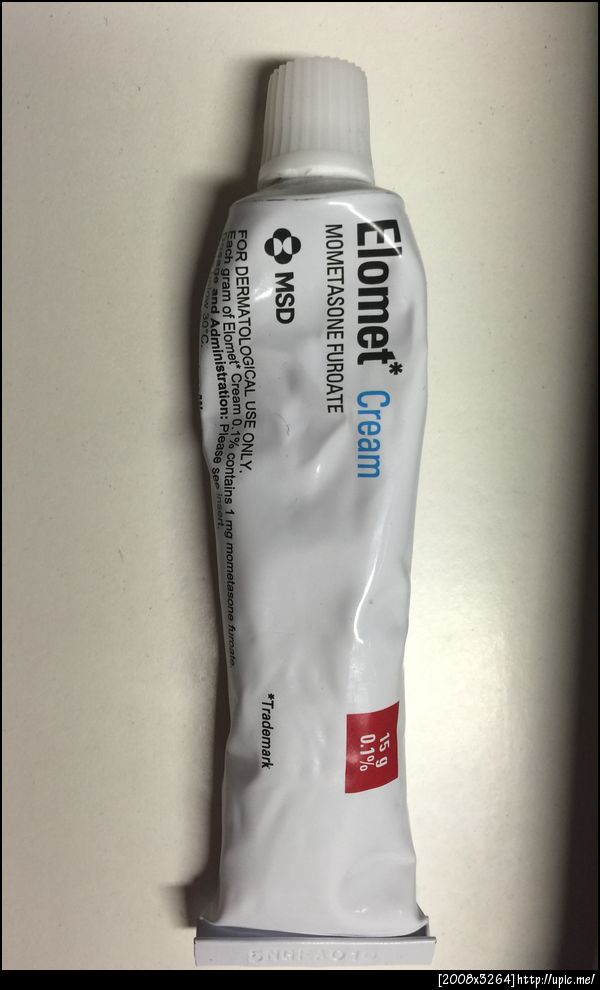 Elomet* Cream
MOMETASONE FUROATE
MSD
FOR DERMATOLOGICAL USE ONLY.
Each gram of Elomet* Cream 0.1% contains 1 mg mometasone furoate.
and Administration: Please see insert.
30°C.
*Trademark
15 g
0.1%
[2008x3264]http://upic.me/